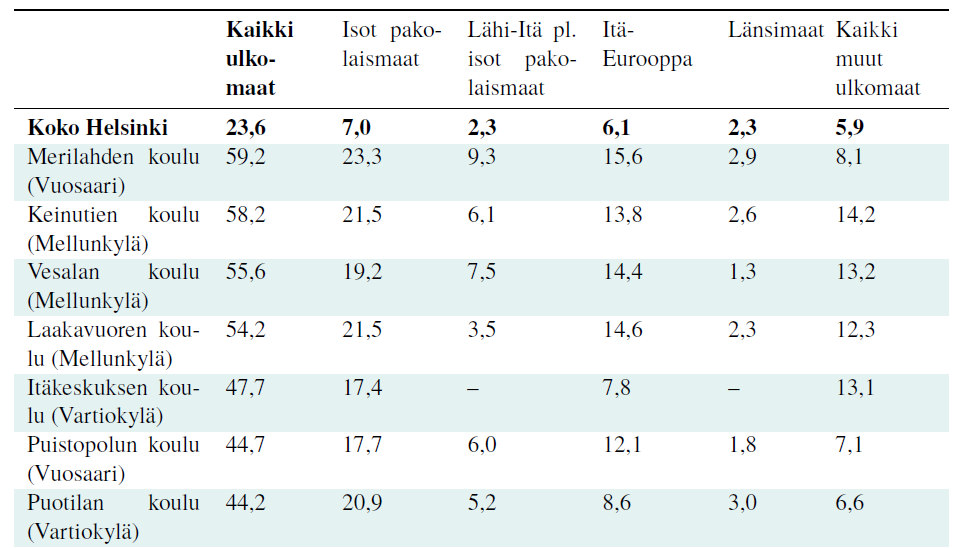 Kaikki ulko-maat Isot pako-laismaat Lähi-Itä pl. isot pako-laismaat Itä-Eurooppa Länsimaat Kaikki muut ulkomaat
Koko Helsinki 23,6 7,0 2,3 6,1 2,3 5,9
Merilahden koulu 59,2 23,3 9,3 15,6 2,9 8,1
(Vuosaari)
Keinutien koulu 58,2 21,5 6,1 13,8 2,6 14,2
(Mellunkylä)
Vesalan koulu 55,6 19,2 7,5 14,4 1,3 13,2
(Mellunkylä)
Laakavuoren kou- 54,2 21,5 3,5 14,6 2,3 12,3
lu (Mellunkylä)
Itäkeskuksen kou- 47,7 17,4 – 7,8 – 13,1
lu (Vartiokylä)
Puistopolun koulu 44,7 17,7 6,0 12,1 1,8 7,1
(Vuosaari)
Puotilan koulu 44,2 20,9 5,2 8,6 3,0 6,6
(Vartiokylä)